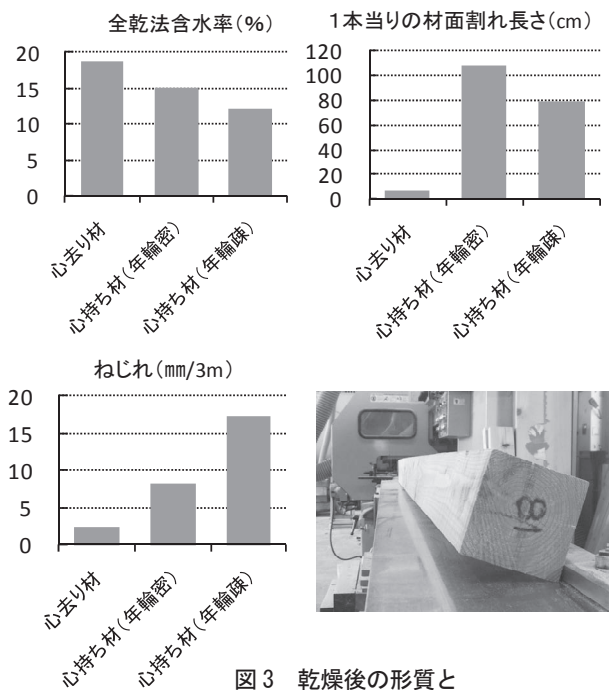 全乾法含水率(%)
20
15
10
5
0
心去り材
心持ち材(年輪密)
心持ち材(年輪疎)
1本当りの材面割れ長さ(cm)
120
100
80
60
40
20
0
心去り材
心持ち材(年輪密)
心持ち材(年輪疎)
ねじれ(㎜/3m)
20
15
10
5
0
心去り材
心持ち材(年輪密)
心持ち材(年輪疎)
図3 乾燥後の形質と